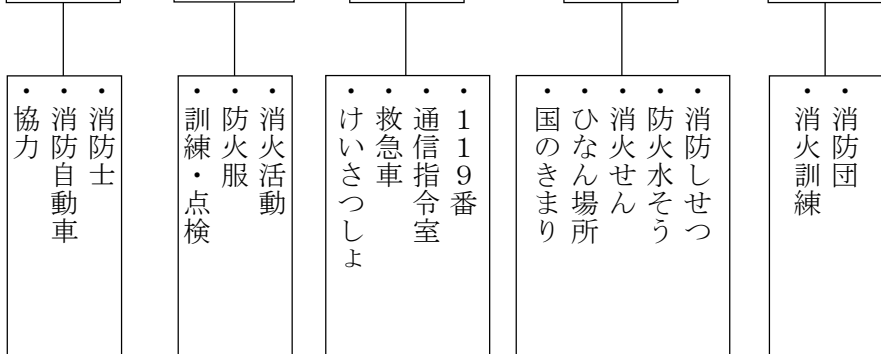 ・消防団
・消火訓練
・消防しせつ
・防火水そう
・消火せん
・ひなん場所
・国のきまり
・119番
・通信指令室
・救急車
・けいさつしょ
・消火活動
・防火服
・訓練・点検
・消防士
・消防自動車
・協力